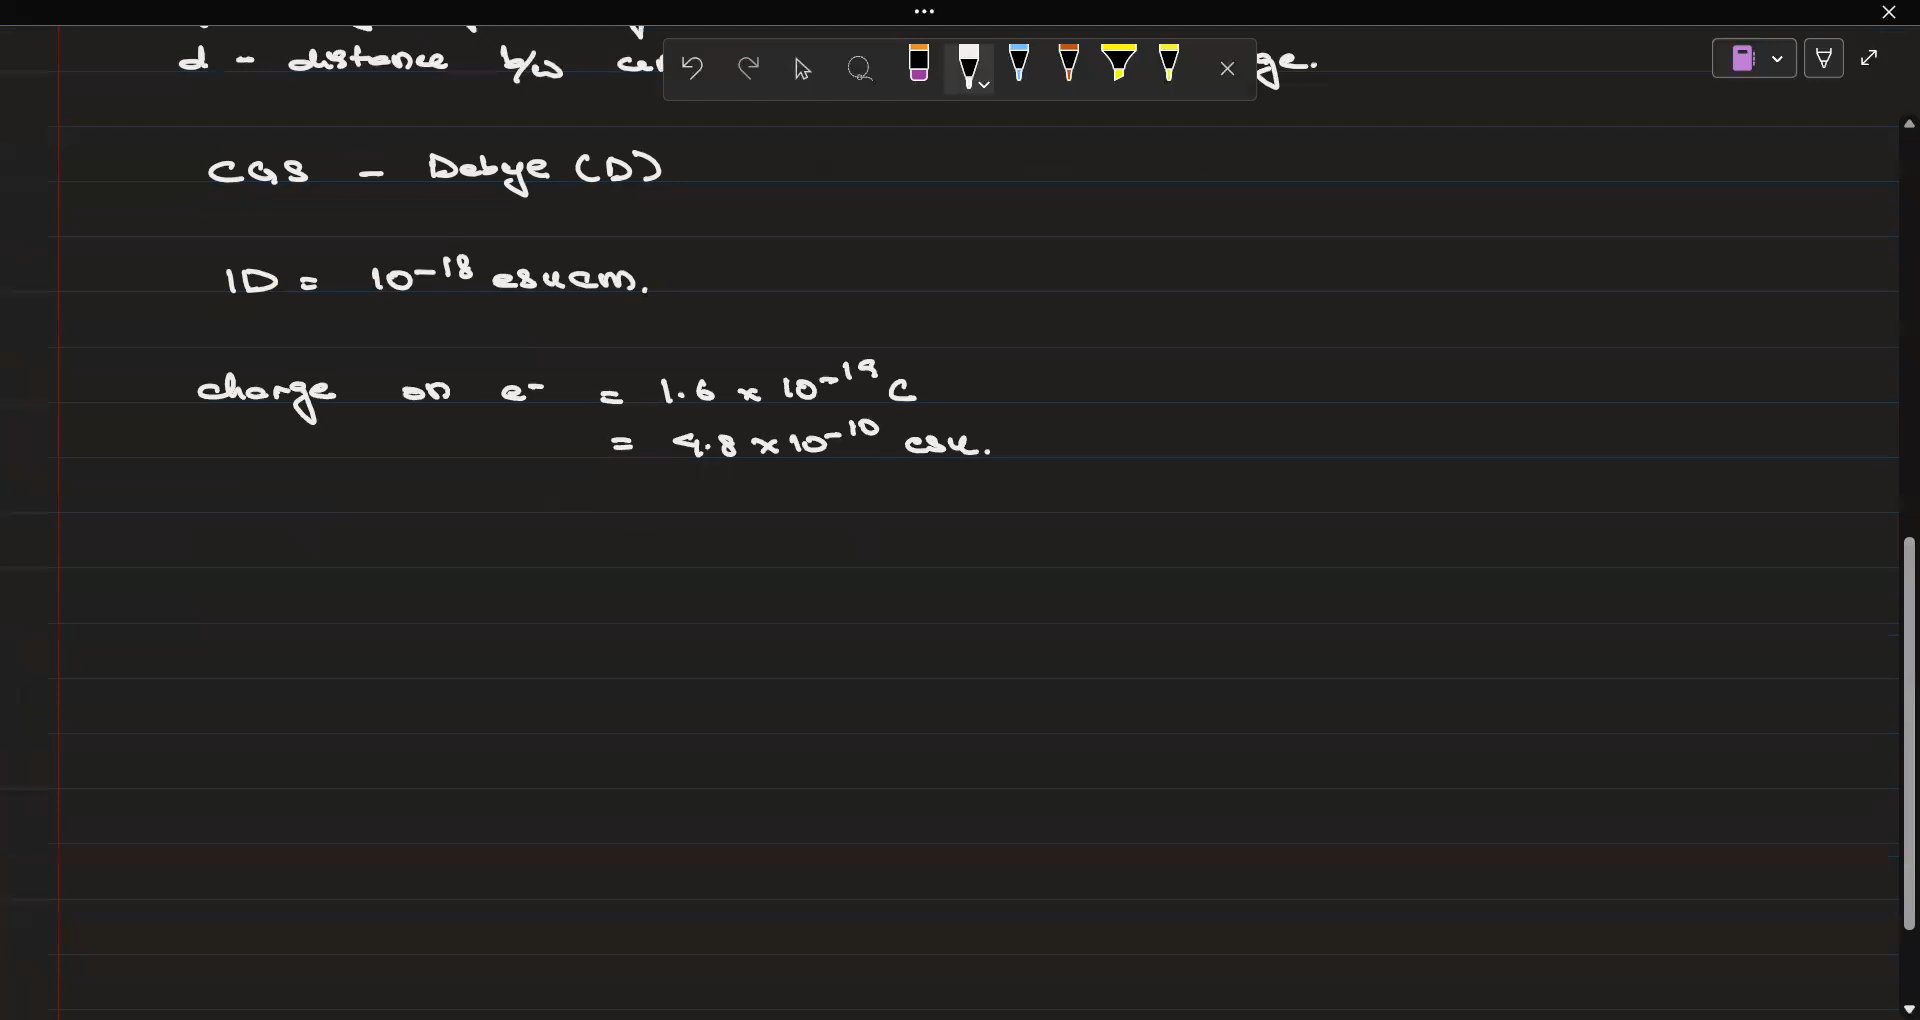 d - distance b/w ge.
CGS - Debye (D)
1D = 10-18 esu cm.
charge on e- = 1.6 x 10-19 C
= 4.8 x 10-10 esu.